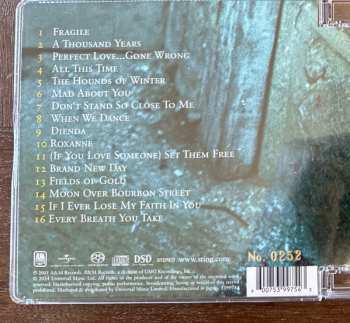 1 Fragile
2 A Thousand Years
3 Perfect Love...Gone Wrong
4 All This Time
5 The Hounds of Winter
6 Mad About You
7 Don't Stand So Close To Me
8 When We Dance
9 Dienda
10 Roxanne
11 (If You Love Someone) Set Them Free
12 Brand New Day
13 Fields of Gold
14 Moon Over Bourbon Street
15 If I Ever Lose My Faith In You
16 Every Breath You Take
DSD STEREO www.sting.com
No. 0252
A&M Records
Universal Music